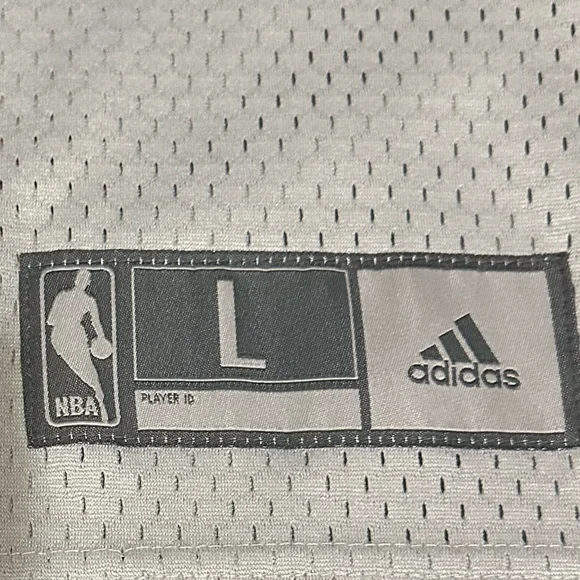 NBA
L
PLAYER ID
adidas